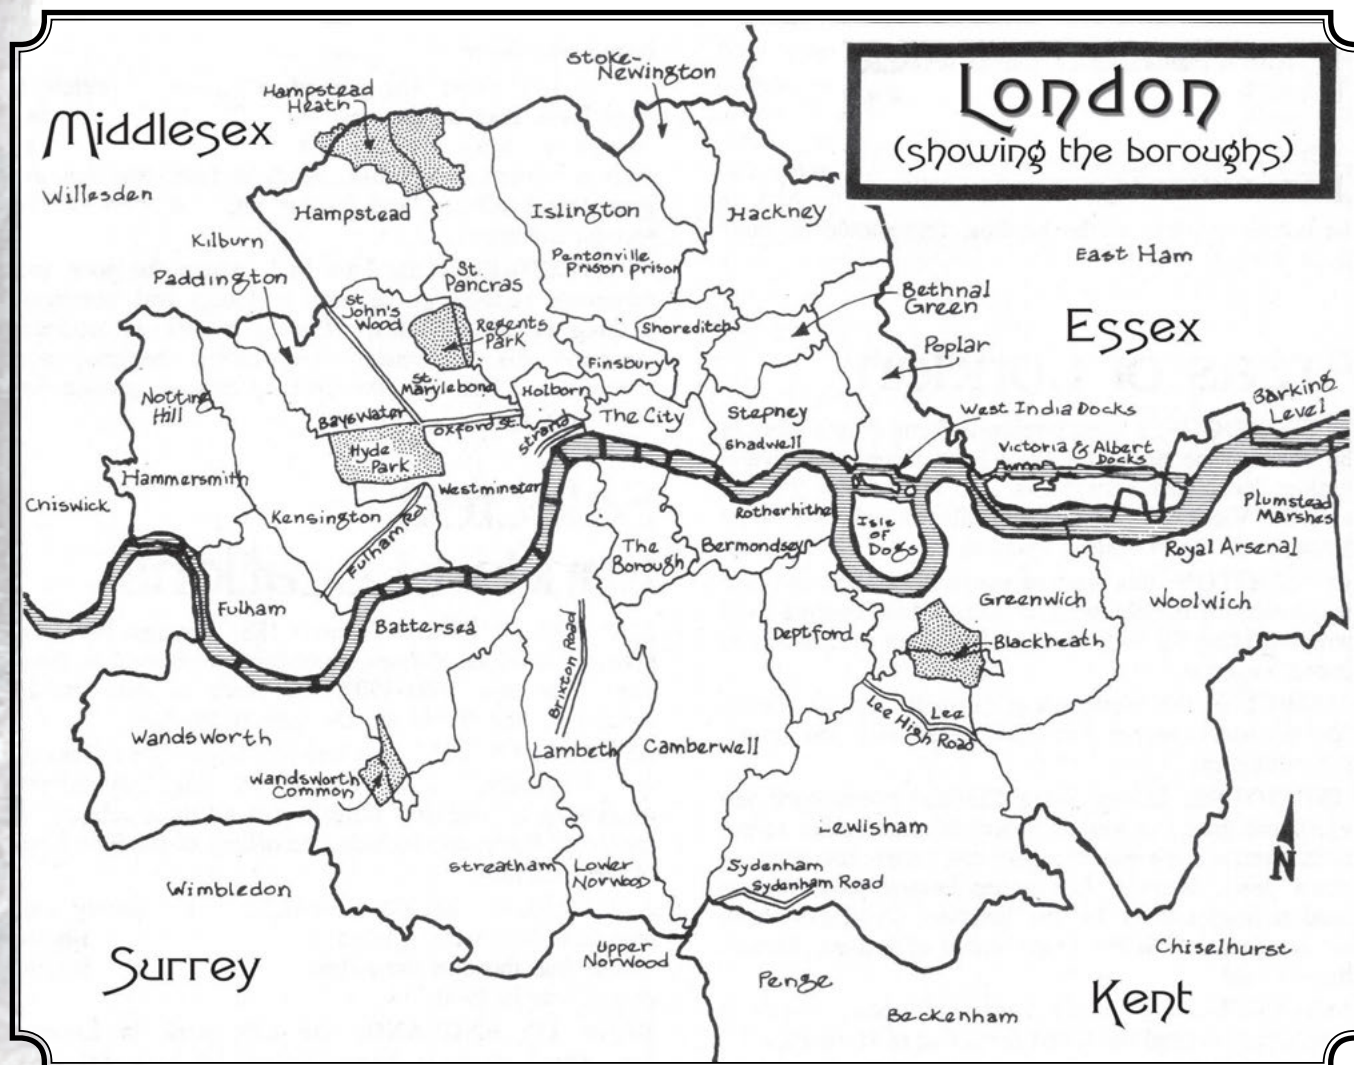 London
(showing the boroughs)
Stoke-
Newington
Hampstead
Heath
Middlesex
Willesden
Hampstead
Islington
Hackney
Kilburn
East Ham
Pentonville
Prison prison
Paddington
St.
Pancras
Bethnal
Green
St
John's
Wood
Regents
Park
Shoreditch
Essex
Poplar
Finsbury
St.
Marylebone
Holborn
Notting
Hill
Barking
Level
Bayswater
Oxford St.
Strand
The City
Stepney
West India Docks
Shadwell
Victoria & Albert
Docks
Hyde
Park
Hammersmith
Westminster
Chiswick
Kensington
Fulham Rd
Rotherhithe
Isle
of
Dogs
Plumstead
Marshes
The
Borough
Bermondsey
Royal Arsenal
Fulham
Battersea
Greenwich
Woolwich
Brixton Road
Deptford
Blackheath
Lee
Lee High Road
Wandsworth
Lambeth
Camberwell
Wandsworth
Common
Lewisham
Streatham
Lower
Norwood
Sydenham
Sydenham Road
N
Wimbledon
Surrey
Upper
Norwood
Penge
Chiselhurst
Kent
Beckenham